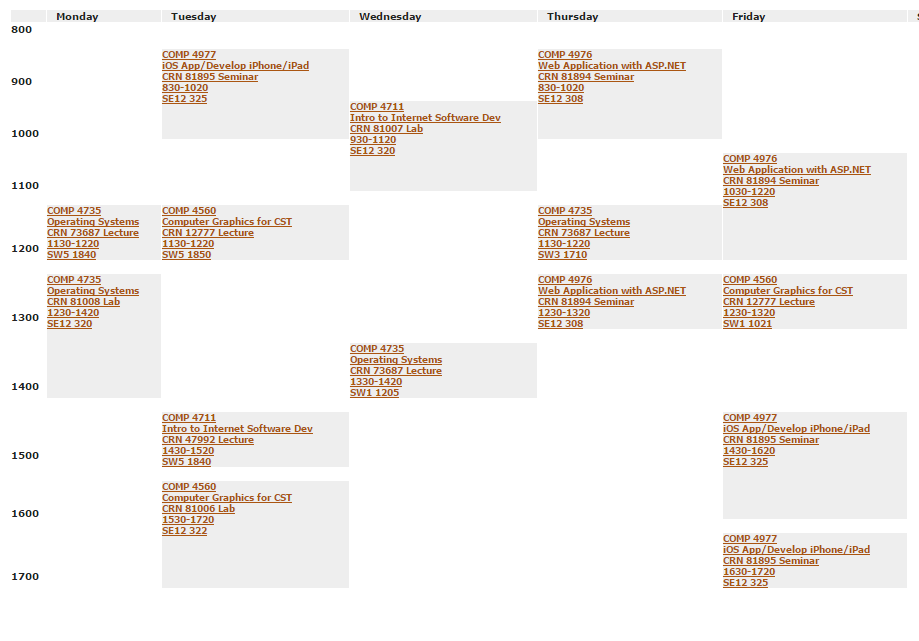 Monday Tuesday Wednesday Thursday Friday S
800
COMP 4977
iOS App/Develop iPhone/iPad
CRN 81895 Seminar
830-1020
SE12 325
COMP 4976
Web Application with ASP.NET
CRN 81894 Seminar
830-1020
SE12 308
900
COMP 4711
Intro to Internet Software Dev
CRN 81007 Lab
930-1120
SE12 320
1000
COMP 4976
Web Application with ASP.NET
CRN 81894 Seminar
1030-1220
SE12 308
1100
COMP 4735
Operating Systems
CRN 73687 Lecture
1130-1220
SW5 1840
COMP 4560
Computer Graphics for CST
CRN 12777 Lecture
1130-1220
SW5 1850
COMP 4735
Operating Systems
CRN 73687 Lecture
1130-1220
SW3 1710
1200
COMP 4735
Operating Systems
CRN 81008 Lab
1230-1420
SE12 320
COMP 4976
Web Application with ASP.NET
CRN 81894 Seminar
1230-1320
SE12 308
COMP 4560
Computer Graphics for CST
CRN 12777 Lecture
1230-1320
SW1 1021
1300
COMP 4735
Operating Systems
CRN 73687 Lecture
1330-1420
SW1 1205
1400
COMP 4711
Intro to Internet Software Dev
CRN 47992 Lecture
1430-1520
SW5 1840
COMP 4977
iOS App/Develop iPhone/iPad
CRN 81895 Seminar
1430-1620
SE12 325
1500
COMP 4560
Computer Graphics for CST
CRN 81006 Lab
1530-1720
SE12 322
1600
COMP 4977
iOS App/Develop iPhone/iPad
CRN 81895 Seminar
1630-1720
SE12 325
1700